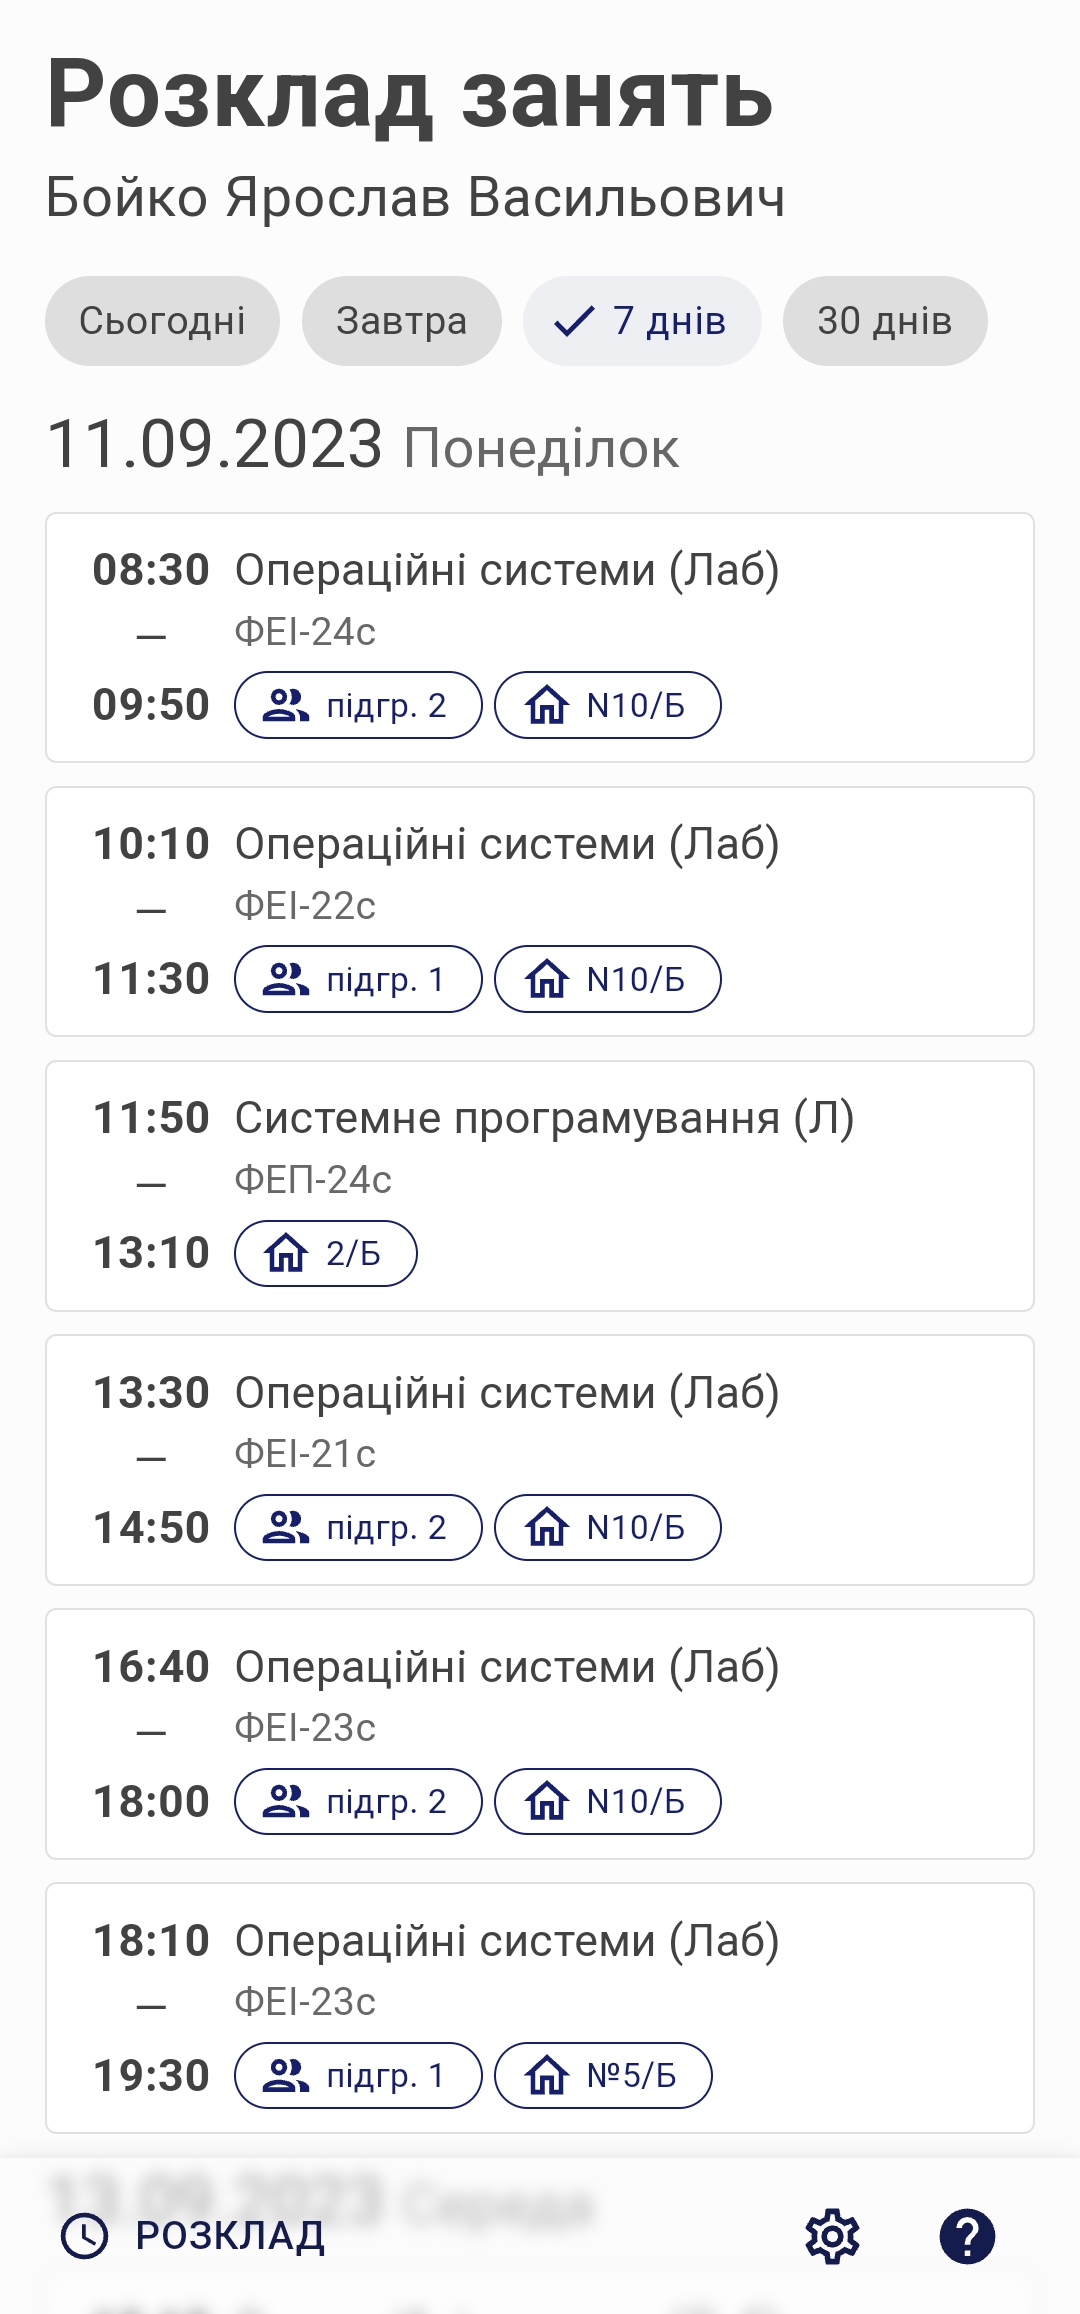 Розклад занять
Бойко Ярослав Васильович
Сьогодні Завтра 7 днів 30 днів
11.09.2023 Понеділок
08:30 Операційні системи (Лаб)
— ФЕІ-24с
09:50 підгр. 2 N10/Б
10:10 Операційні системи (Лаб)
— ФЕІ-22с
11:30 підгр. 1 N10/Б
11:50 Системне програмування (Л)
— ФЕП-24с
13:10 2/Б
13:30 Операційні системи (Лаб)
— ФЕІ-21с
14:50 підгр. 2 N10/Б
16:40 Операційні системи (Лаб)
— ФЕІ-23с
18:00 підгр. 2 N10/Б
18:10 Операційні системи (Лаб)
— ФЕІ-23с
19:30 підгр. 1 №5/Б
13.09.2023 Середа
РОЗКЛАД